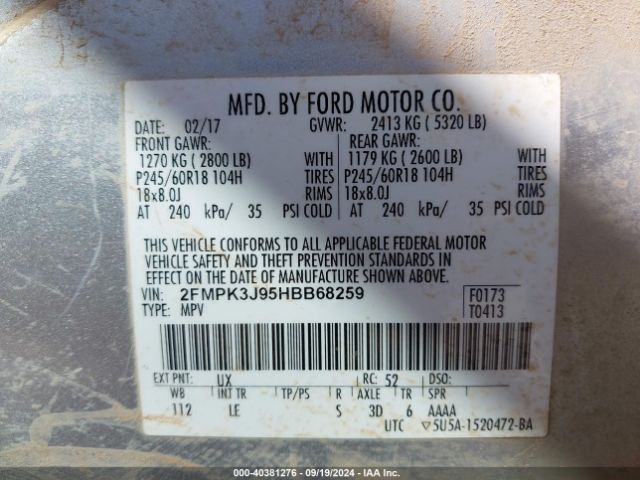 MFD. BY FORD MOTOR CO.
DATE: 02/17 GVWR: 2413 KG ( 5320 LB)
FRONT GAWR: REAR GAWR:
1270 KG ( 2800 LB) WITH 1179 KG ( 2600 LB) WITH
P245/60R18 104H TIRES P245/60R18 104H TIRES
18x8.0J RIMS 18x8.0J RIMS
AT 240 kPa/ 35 PSI COLD AT 240 kPa/ 35 PSI COLD
THIS VEHICLE CONFORMS TO ALL APPLICABLE FEDERAL MOTOR
VEHICLE SAFETY AND THEFT PREVENTION STANDARDS IN
EFFECT ON THE DATE OF MANUFACTURE SHOWN ABOVE.
VIN: 2FMPK3J95HBB68259 F0173
TYPE: MPV T0413
EXT PNT: UX RC: 52 DSO:
WB INT TR TP/PS R AXLE TR SPR
112 LE S 3D 6 AAAA
UTC ▽5U5A-1520472-BA
000-40381276 - 09/19/2024 - IAA Inc.